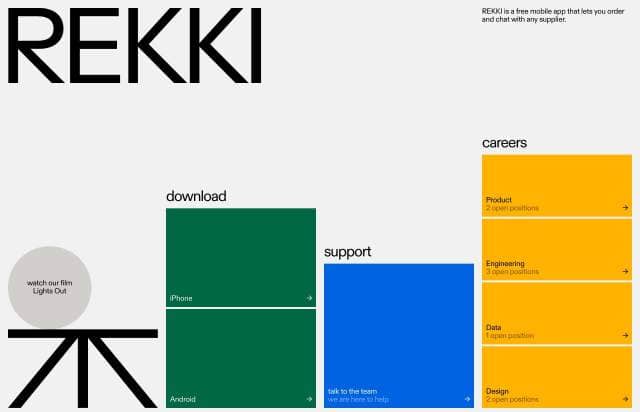 REKKI
REKKI is a free mobile app that lets you order
and chat with any supplier.
watch our film
Lights Out
download
iPhone →
Android →
support
talk to the team
we are here to help →
careers
Product
2 open positions →
Engineering
3 open positions →
Data
1 open position →
Design
2 open positions →